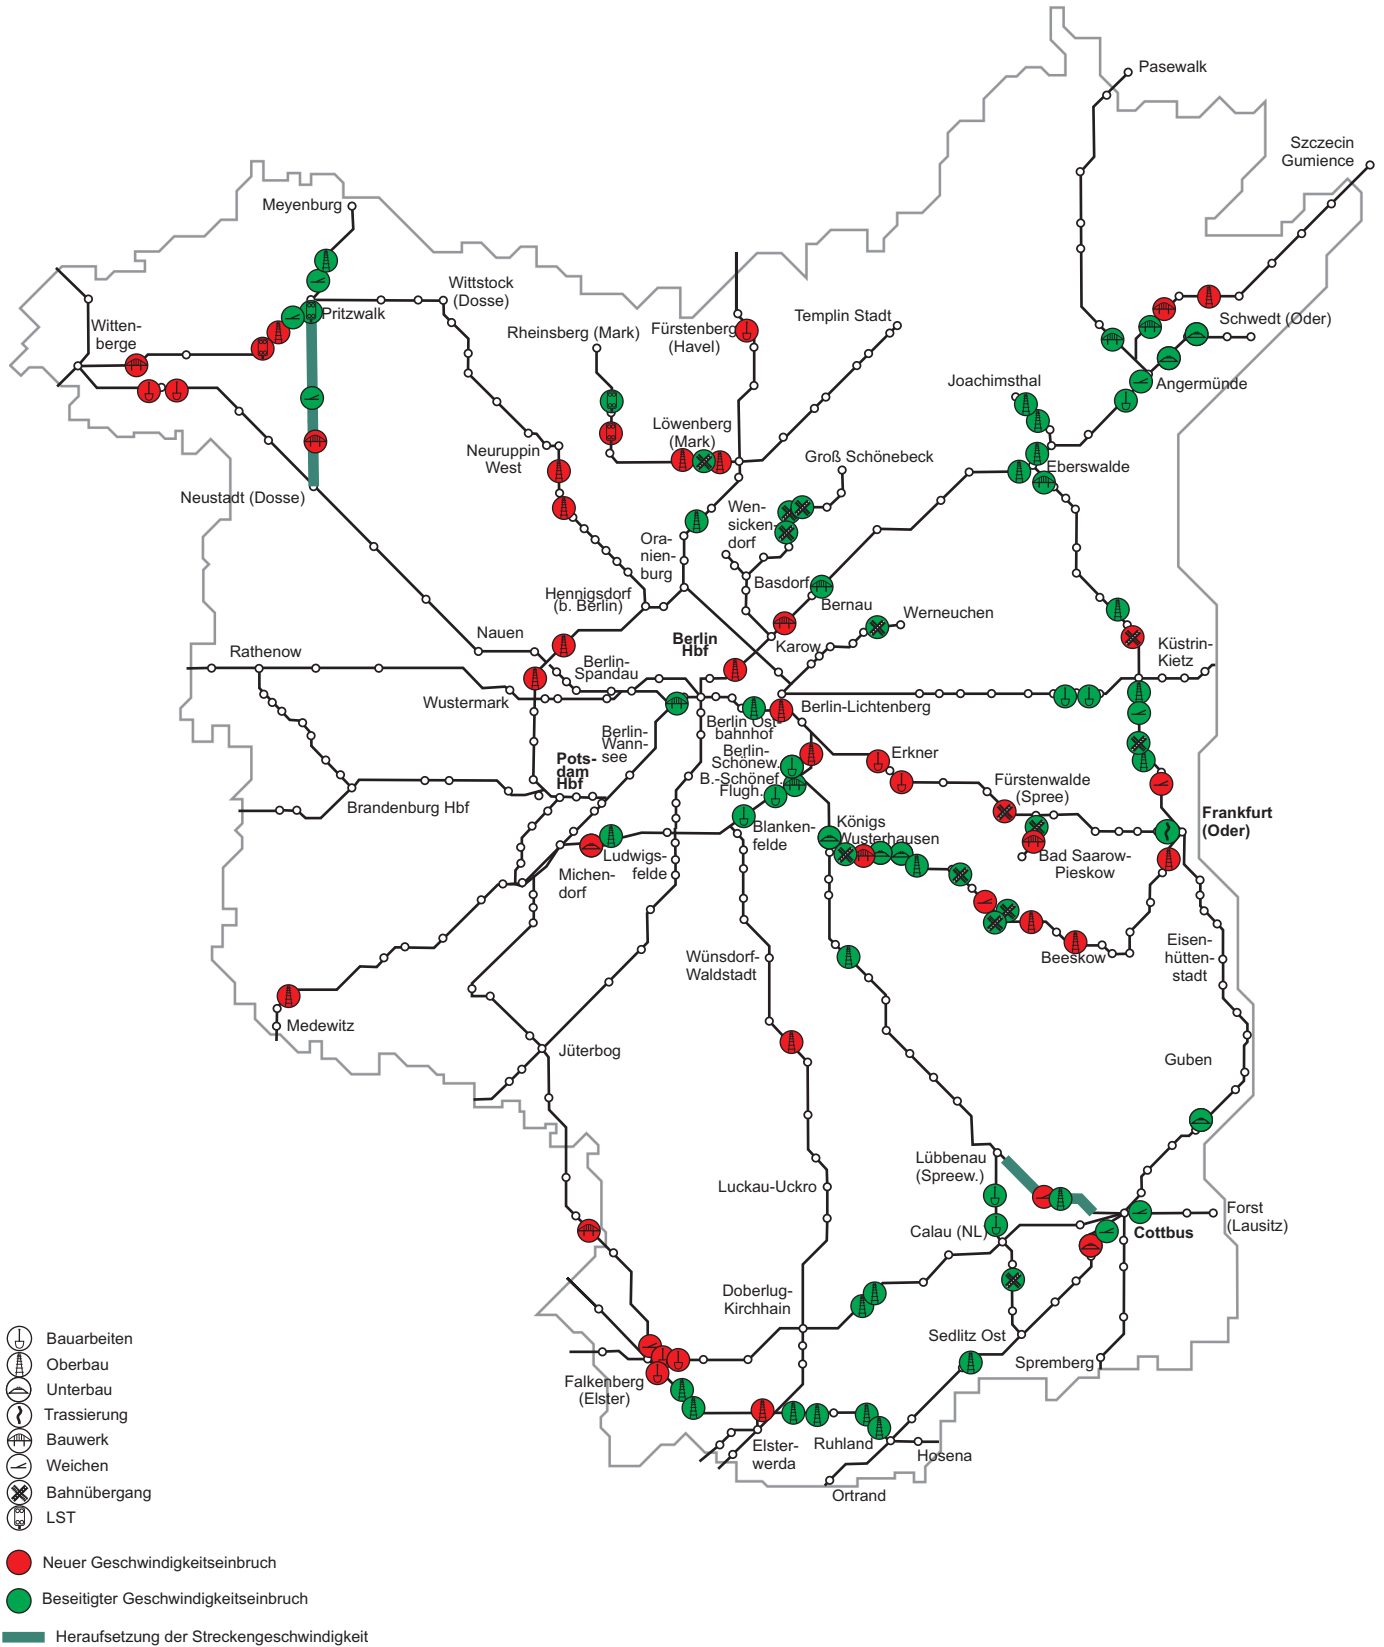 Pasewalk
Szczecin
Gumience
Meyenburg
Wittstock
(Dosse)
Pritzwalk
Witten-
berge
Rheinsberg (Mark)
Fürstenberg
(Havel)
Templin Stadt
Schwedt (Oder)
Joachimsthal
Angermünde
Löwenberg
(Mark)
Neuruppin
West
Groß Schönebeck
Eberswalde
Neustadt (Dosse)
Wen-
sicken-
dorf
Ora-
nien-
burg
Basdorf
Bernau
Hennigsdorf
(b. Berlin)
Werneuchen
Nauen
Berlin
Hbf
Karow
Küstrin-
Kietz
Rathenow
Berlin-
Spandau
Wustermark
Berlin-Lichtenberg
Berlin Ost-
bahnhof
Berlin-
Wann-
see
Berlin-
Schönew.
B.-Schönef.
Flugh.
Erkner
Pots-
dam
Hbf
Fürstenwalde
(Spree)
Brandenburg Hbf
Frankfurt
(Oder)
Blanken-
felde
Königs
Wusterhausen
Ludwigs-
felde
Michen-
dorf
Bad Saarow-
Pieskow
Wünsdorf-
Waldstadt
Beeskow
Eisen-
hütten-
stadt
Medewitz
Jüterbog
Guben
Lübbenau
(Spreew.)
Luckau-Uckro
Forst
(Lausitz)
Calau (NL)
Cottbus
Doberlug-
Kirchhain
Sedlitz Ost
Spremberg
Falkenberg
(Elster)
Elster-
werda
Ruhland
Hosena
Ortrand
Bauarbeiten
Oberbau
Unterbau
Trassierung
Bauwerk
Weichen
Bahnübergang
LST
Neuer Geschwindigkeitseinbruch
Beseitigter Geschwindigkeitseinbruch
Heraufsetzung der Streckengeschwindigkeit